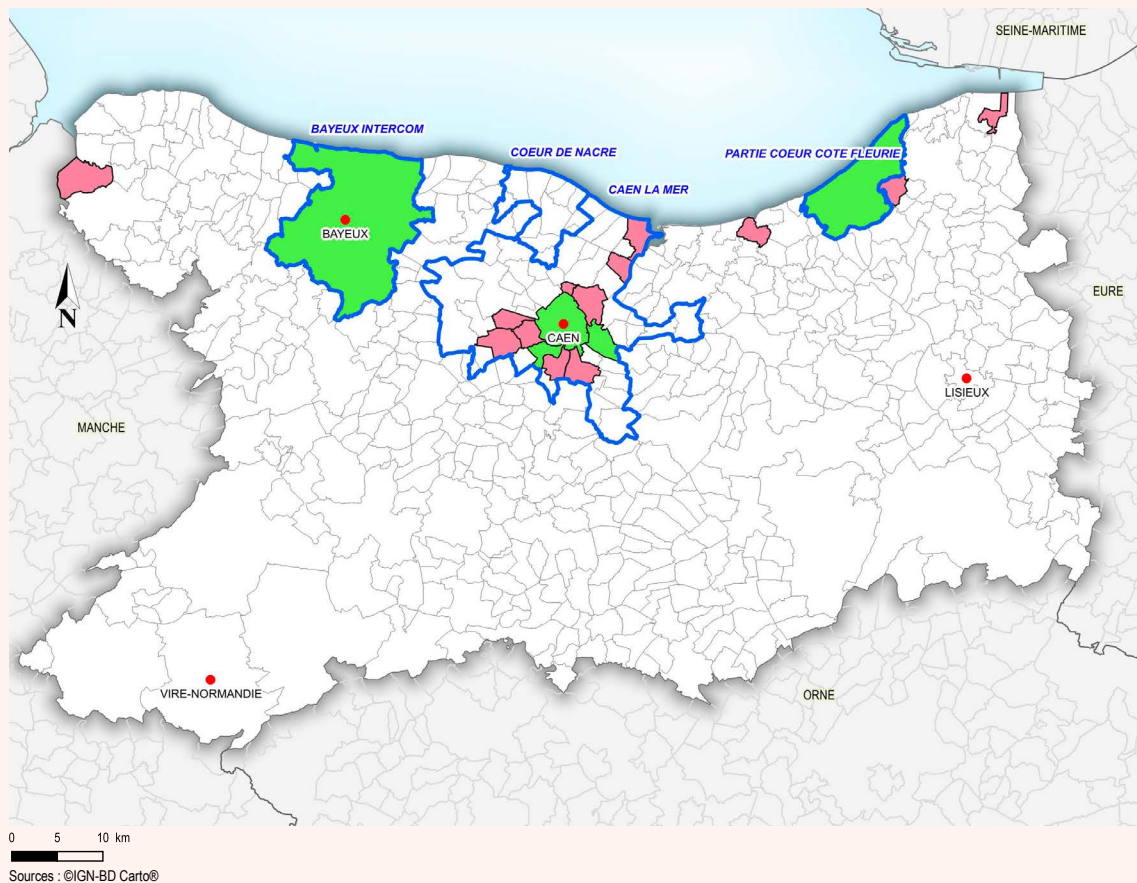 SEINE-MARITIME
BAYEUX INTERCOM
COEUR DE NACRE
PARTIE COEUR COTE FLEURIE
CAEN LA MER
BAYEUX
EURE
N
CAEN
LISIEUX
MANCHE
VIRE-NORMANDIE
ORNE
0 5 10 km
Sources : ©IGN-BD Carto®